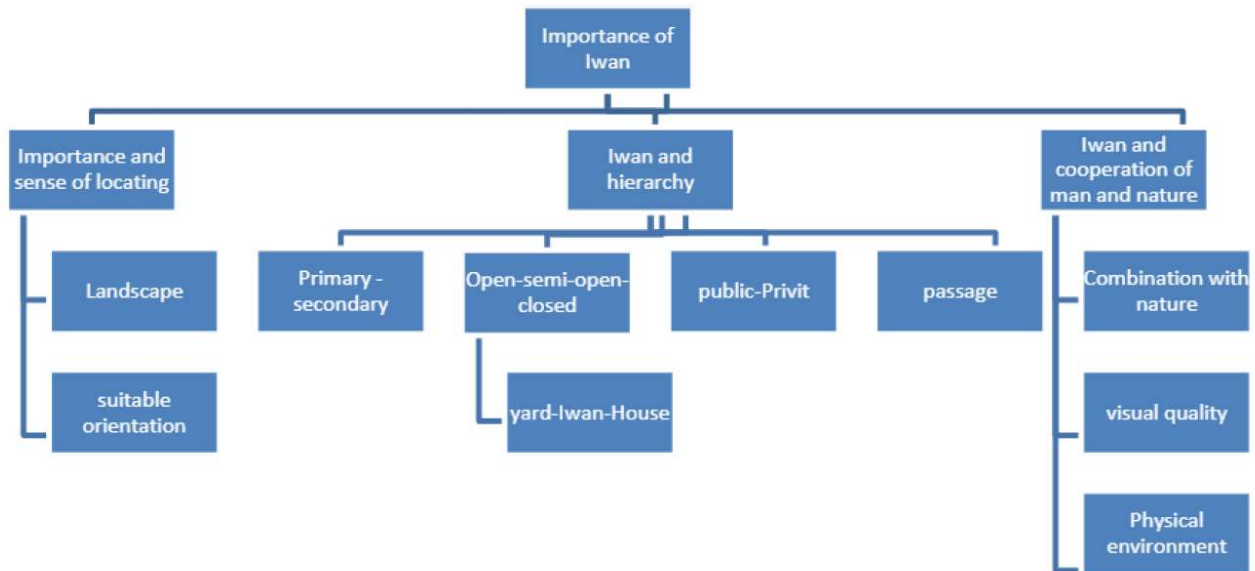 Importance of
Iwan
Importance and
sense of locating
Iwan and
hierarchy
Iwan and
cooperation of
man and nature
Landscape
Primary -
secondary
Open-semi-open-
closed
public-Privit
passage
Combination with
nature
suitable
orientation
yard-Iwan-House
visual quality
Physical
environment